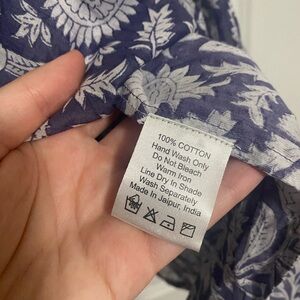 100% COTTON
Hand Wash Only
Do Not Bleach
Warm Iron
Line Dry In Shade
Wash Separately
Made In Jaipur, India